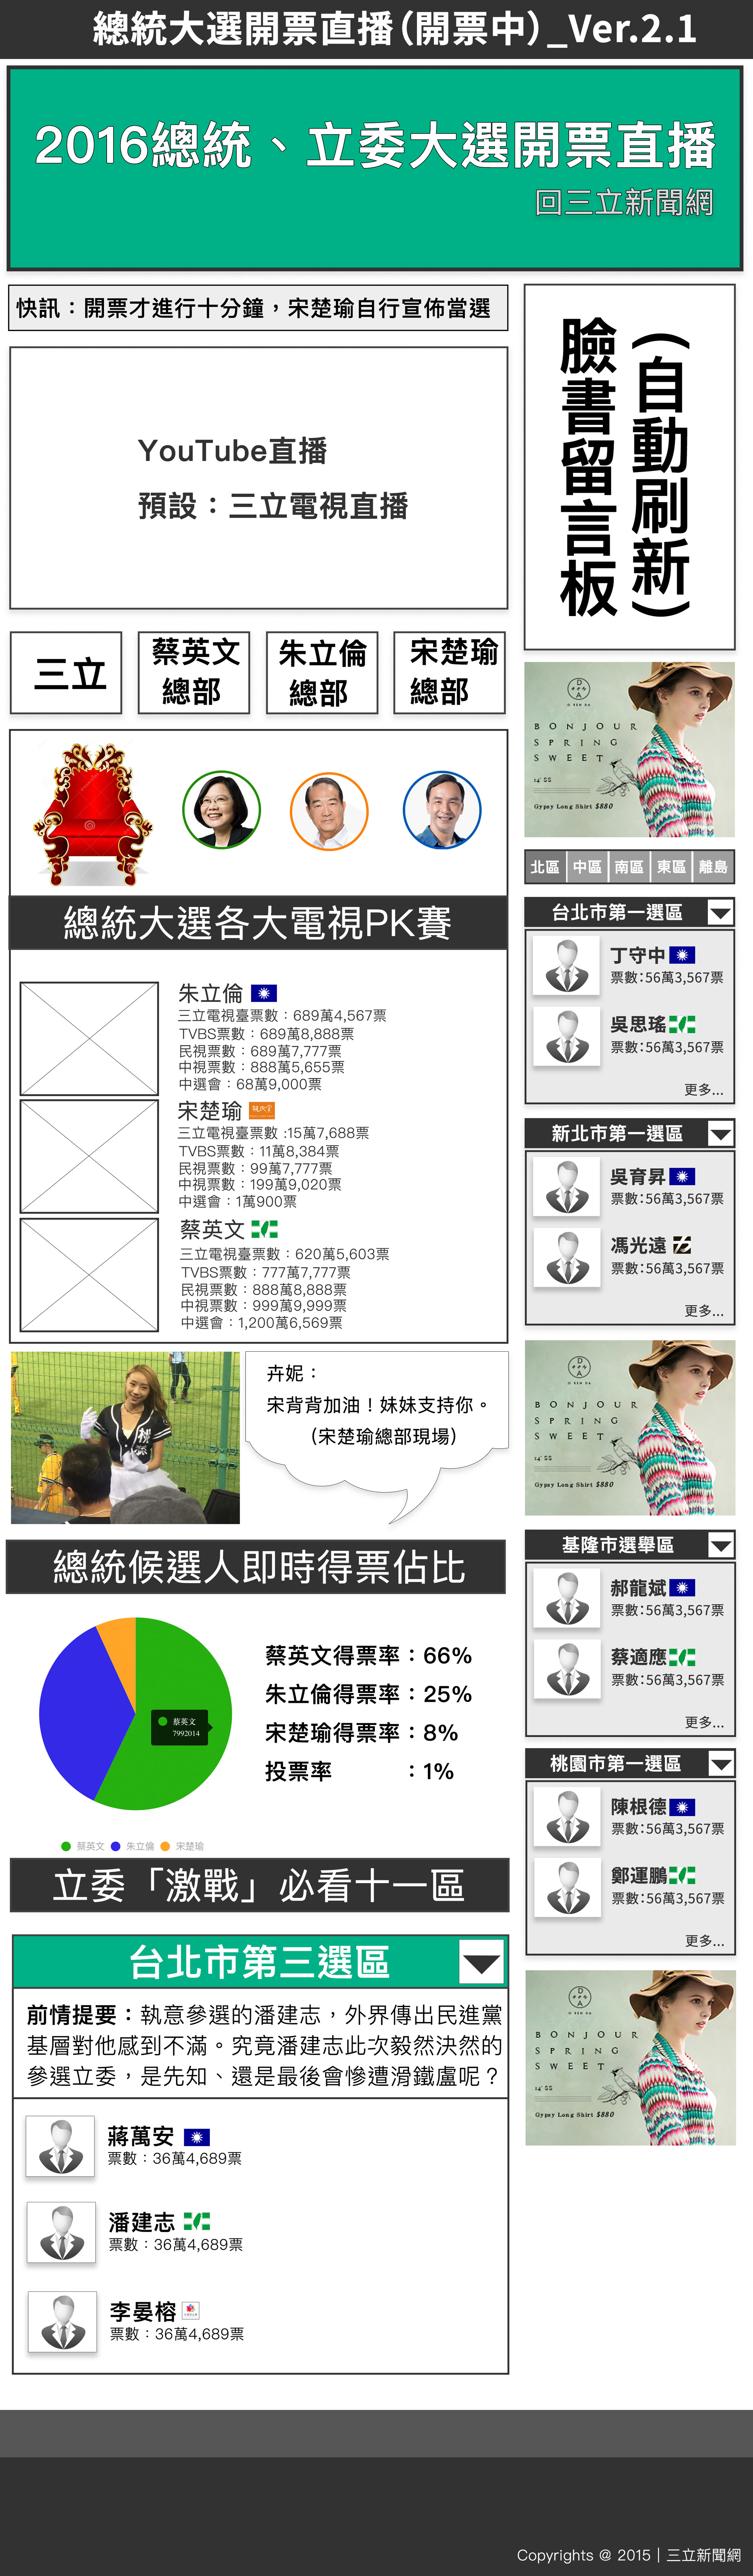 總統大選開票直播（開票中）_Ver.2.1
2016總統、立委大選開票直播
回三立新聞網
快訊：開票才進行十分鐘，宋楚瑜自行宣佈當選
YouTube直播
預設：三立電視直播
三立
蔡英文
總部
朱立倫
總部
宋楚瑜
總部
總統大選各大電視PK賽
朱立倫
三立電視臺票數：689萬4,567票
TVBS票數：689萬8,888票
民視票數：689萬7,777票
中視票數：888萬5,655票
中選會：68萬9,000票
宋楚瑜
三立電視臺票數 :15萬7,688票
TVBS票數：11萬8,384票
民視票數：99萬7,777票
中視票數：199萬9,020票
中選會：1萬900票
蔡英文
三立電視臺票數：620萬5,603票
TVBS票數：777萬7,777票
民視票數：888萬8,888票
中視票數：999萬9,999票
中選會：1,200萬6,569票
卉妮：
宋背背加油！妹妹支持你。
（宋楚瑜總部現場）
總統候選人即時得票佔比
蔡英文
7992014
蔡英文 朱立倫 宋楚瑜
蔡英文得票率：66%
朱立倫得票率：25%
宋楚瑜得票率：8%
投票率 ：1%
立委「激戰」必看十一區
台北市第三選區
前情提要：執意參選的潘建志，外界傳出民進黨
基層對他感到不滿。究竟潘建志此次毅然決然的
參選立委，是先知、還是最後會慘遭滑鐵盧呢？
蔣萬安
票數：36萬4,689票
潘建志
票數：36萬4,689票
李晏榕
票數：36萬4,689票
（自動刷新）
臉書留言板
BONJOUR
SPRING
SWEET
14' SS
Gypsy Long Shirt $880
北區 中區 南區 東區 離島
台北市第一選區
丁守中
票數:56萬3,567票
吳思瑤
票數:56萬3,567票
更多...
新北市第一選區
吳育昇
票數:56萬3,567票
馮光遠
票數:56萬3,567票
更多...
BONJOUR
SPRING
SWEET
14' SS
Gypsy Long Shirt $880
基隆市選舉區
郝龍斌
票數:56萬3,567票
蔡適應
票數:56萬3,567票
更多...
桃園市第一選區
陳根德
票數:56萬3,567票
鄭運鵬
票數:56萬3,567票
更多...
BONJOUR
SPRING
SWEET
14' SS
Gypsy Long Shirt $880
Copyrights @ 2015 | 三立新聞網